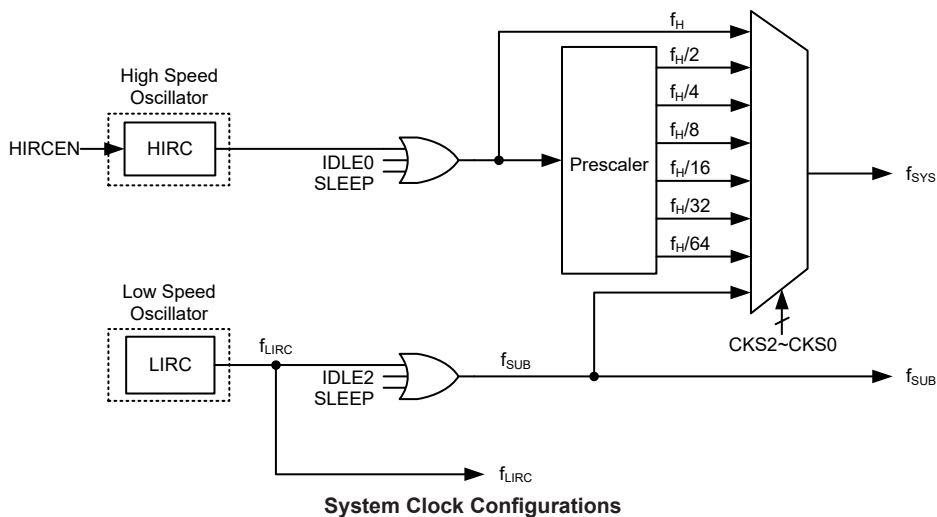 High Speed
Oscillator
HIRCEN
HIRC
IDLE0
SLEEP
Prescaler
fH
fH/2
fH/4
fH/8
fH/16
fH/32
fH/64
fSYS
CKS2~CKS0
Low Speed
Oscillator
LIRC
fLIRC
IDLE2
SLEEP
fSUB
fSUB
fLIRC
System Clock Configurations